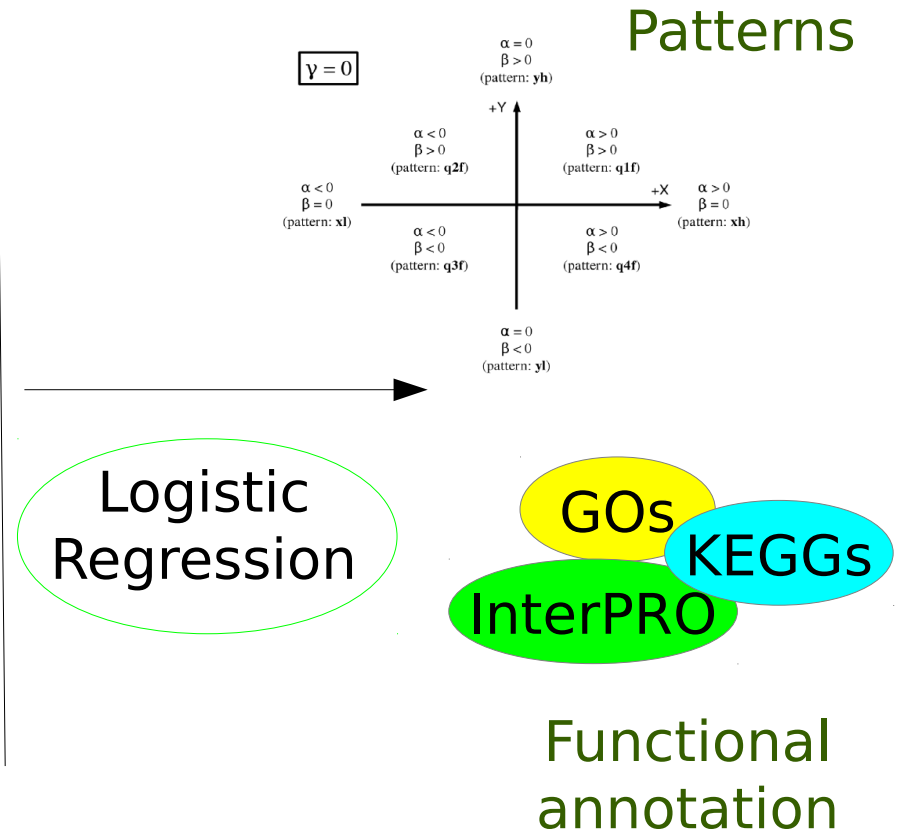 Patterns
γ = 0
α = 0
β > 0
(pattern: yh)
+Y
α < 0
β > 0
(pattern: q2f)
α > 0
β > 0
(pattern: q1f)
α < 0
β = 0
(pattern: xl)
+X
α > 0
β = 0
(pattern: xh)
α < 0
β < 0
(pattern: q3f)
α > 0
β < 0
(pattern: q4f)
α = 0
β < 0
(pattern: yl)
Logistic
Regression
GOs
KEGGs
InterPRO
Functional
annotation